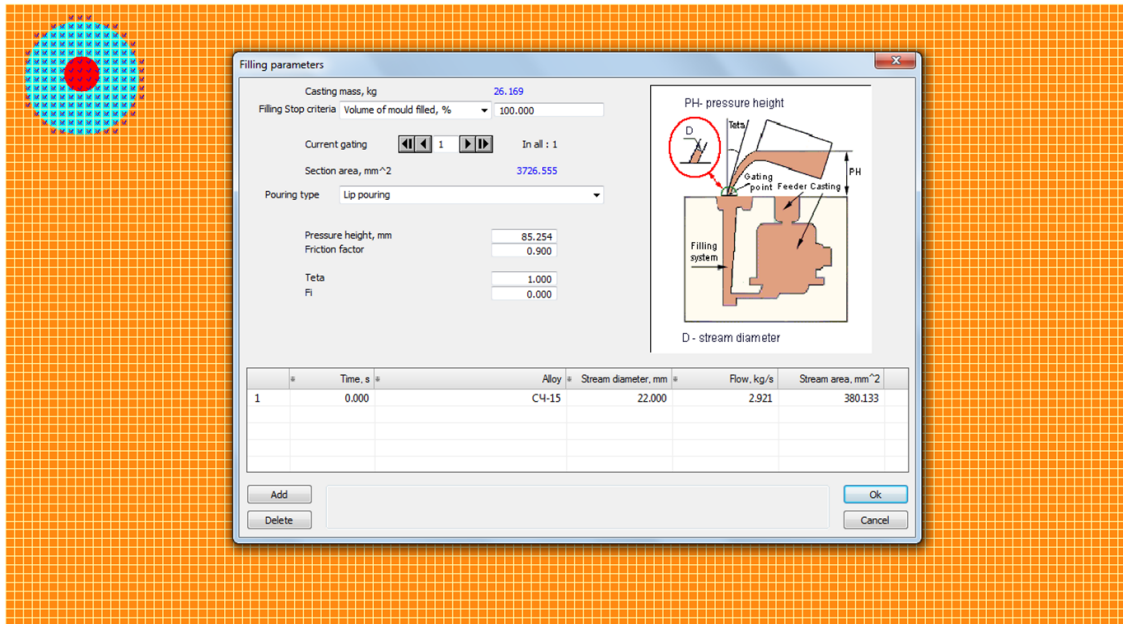 Filling parameters
Casting mass, kg 26.169
Filling Stop criteria Volume of mould filled, % 100.000
Current gating 1 In all : 1
Section area, mm^2 3726.555
Pouring type Lip pouring
Pressure height, mm 85.254
Friction factor 0.900
Teta 1.000
Fi 0.000
PH- pressure height
Teta
D
PH
Gating
point Feeder Casting
Filling
system
D - stream diameter
Time, s Alloy Stream diameter, mm Flow, kg/s Stream area, mm^2
1 0.000 СЧ-15 22.000 2.921 380.133
Add Ok
Delete Cancel